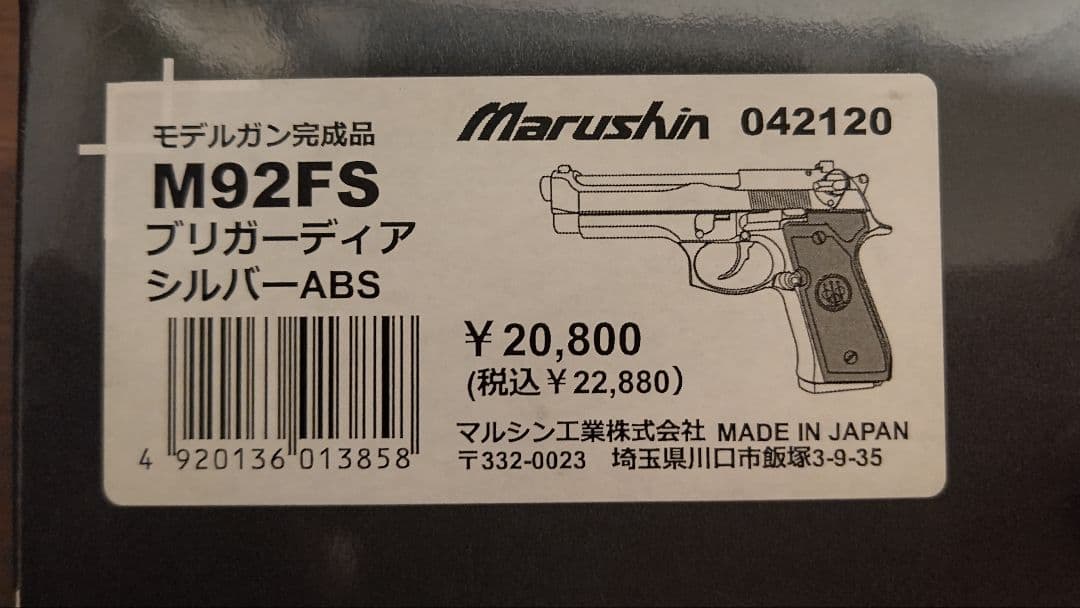 モデルガン完成品
Marushin 042120
M92FS
ブリガーディア
シルバーABS
￥20,800
(税込￥22,880)
マルシン工業株式会社 MADE IN JAPAN
〒332-0023 埼玉県川口市飯塚3-9-35
4 920136 013858